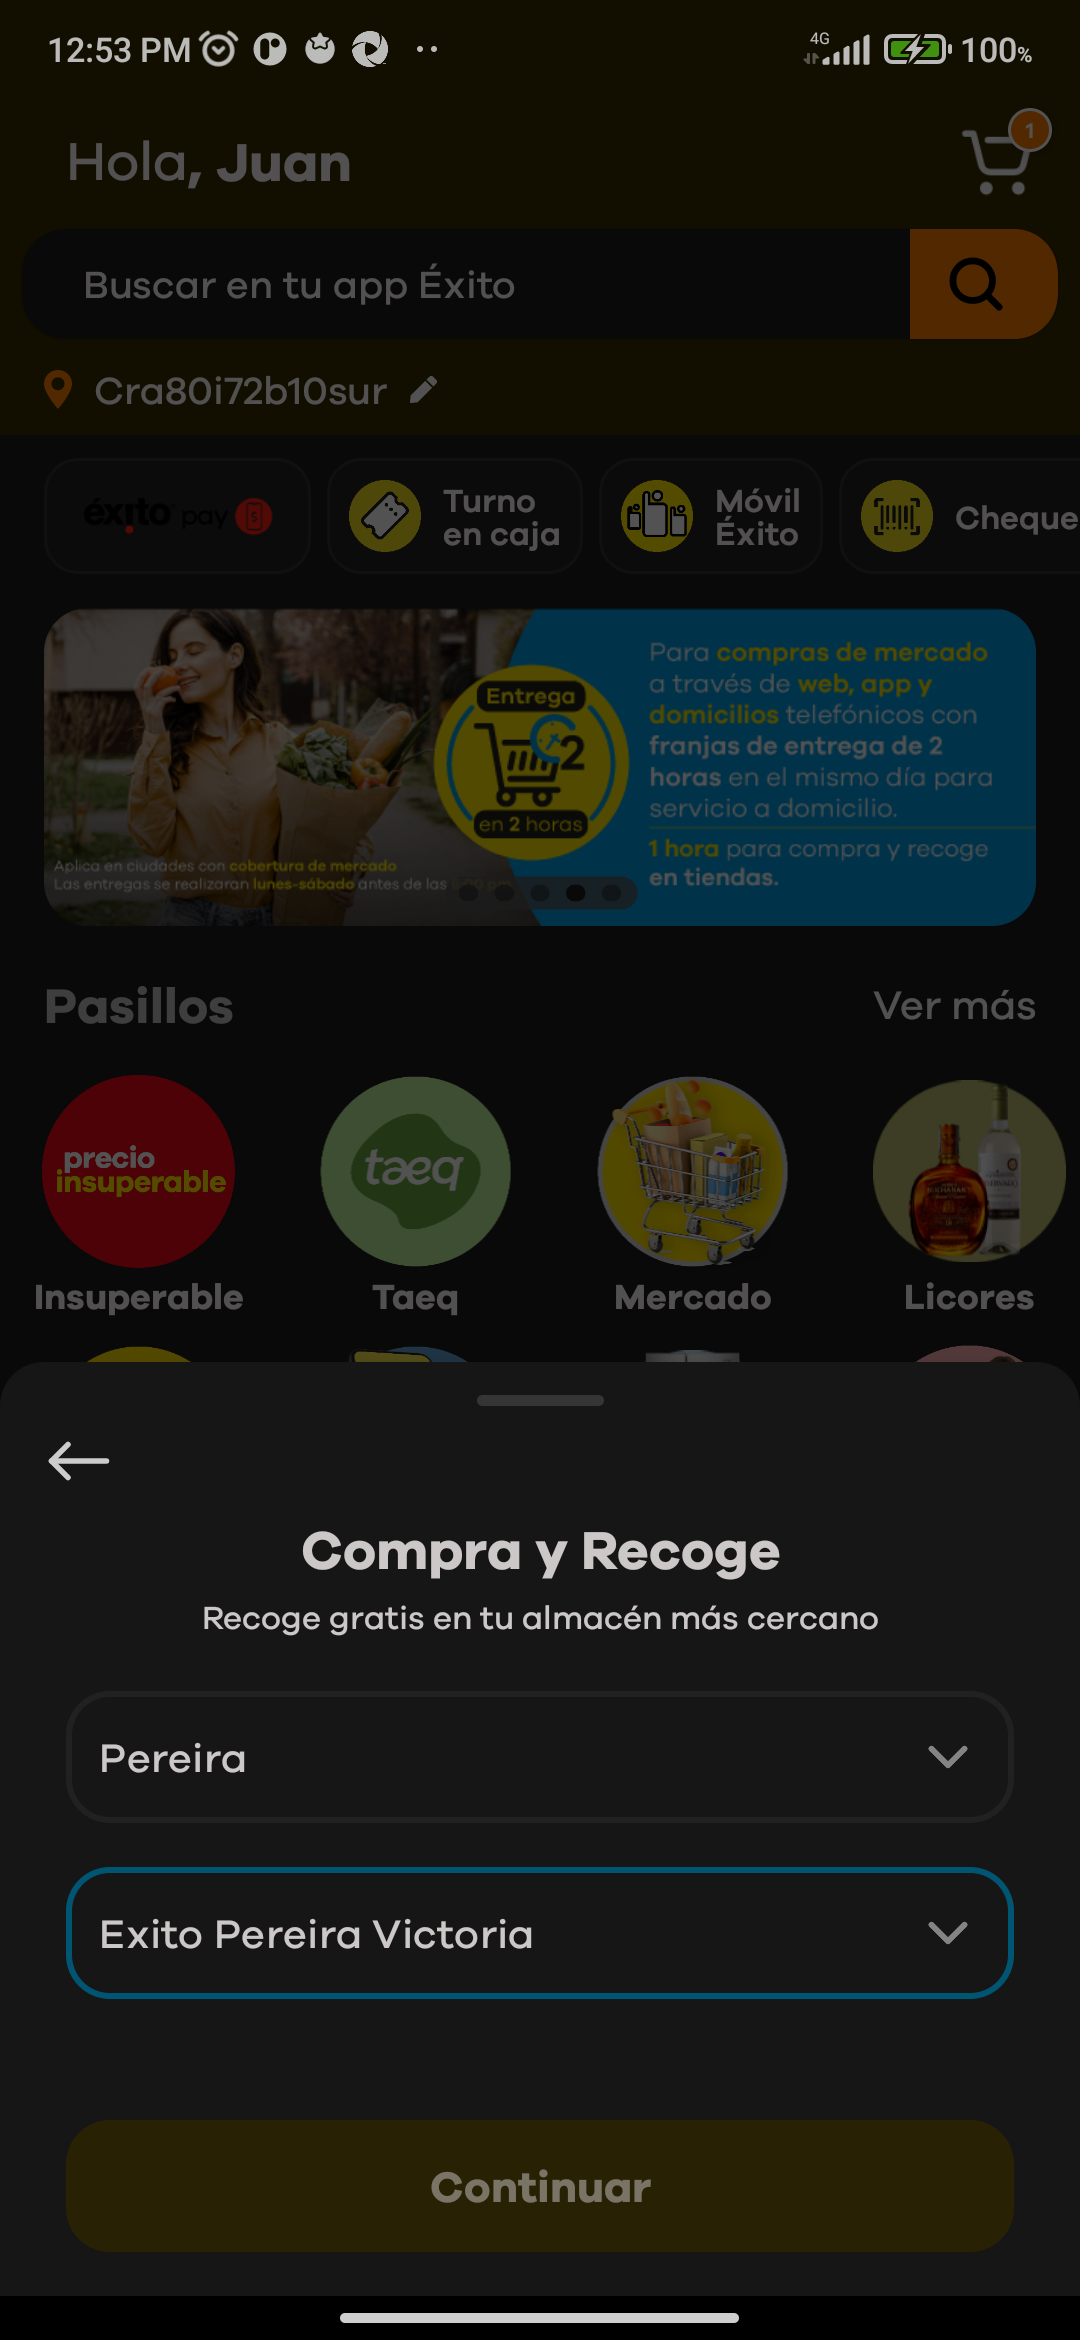 12:53 PM
4G
100%
Hola, Juan
1
Buscar en tu app Éxito
Cra80i72b10sur
éxito pay
Turno
en caja
Móvil
Éxito
Cheque
Entrega
2
en 2 horas
Para compras de mercado
a través de web, app y
domicilios telefónicos con
franjas de entrega de 2
horas en el mismo día para
servicio a domicilio.
1 hora para compra y recoge
en tiendas.
Aplica en ciudades con cobertura de mercado
Las entregas se realizaran lunes-sábado antes de las
Pasillos
Ver más
precio
insuperable
taeq
Insuperable
Taeq
Mercado
Licores
Compra y Recoge
Recoge gratis en tu almacén más cercano
Pereira
Exito Pereira Victoria
Continuar